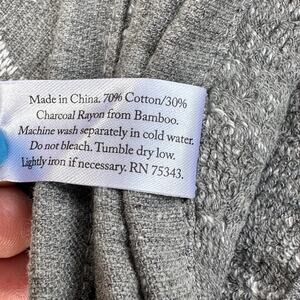 Made in China. 70% Cotton/30%
Charcoal Rayon from Bamboo.
Machine wash separately in cold water.
Do not bleach. Tumble dry low.
Lightly iron if necessary. RN 75343.